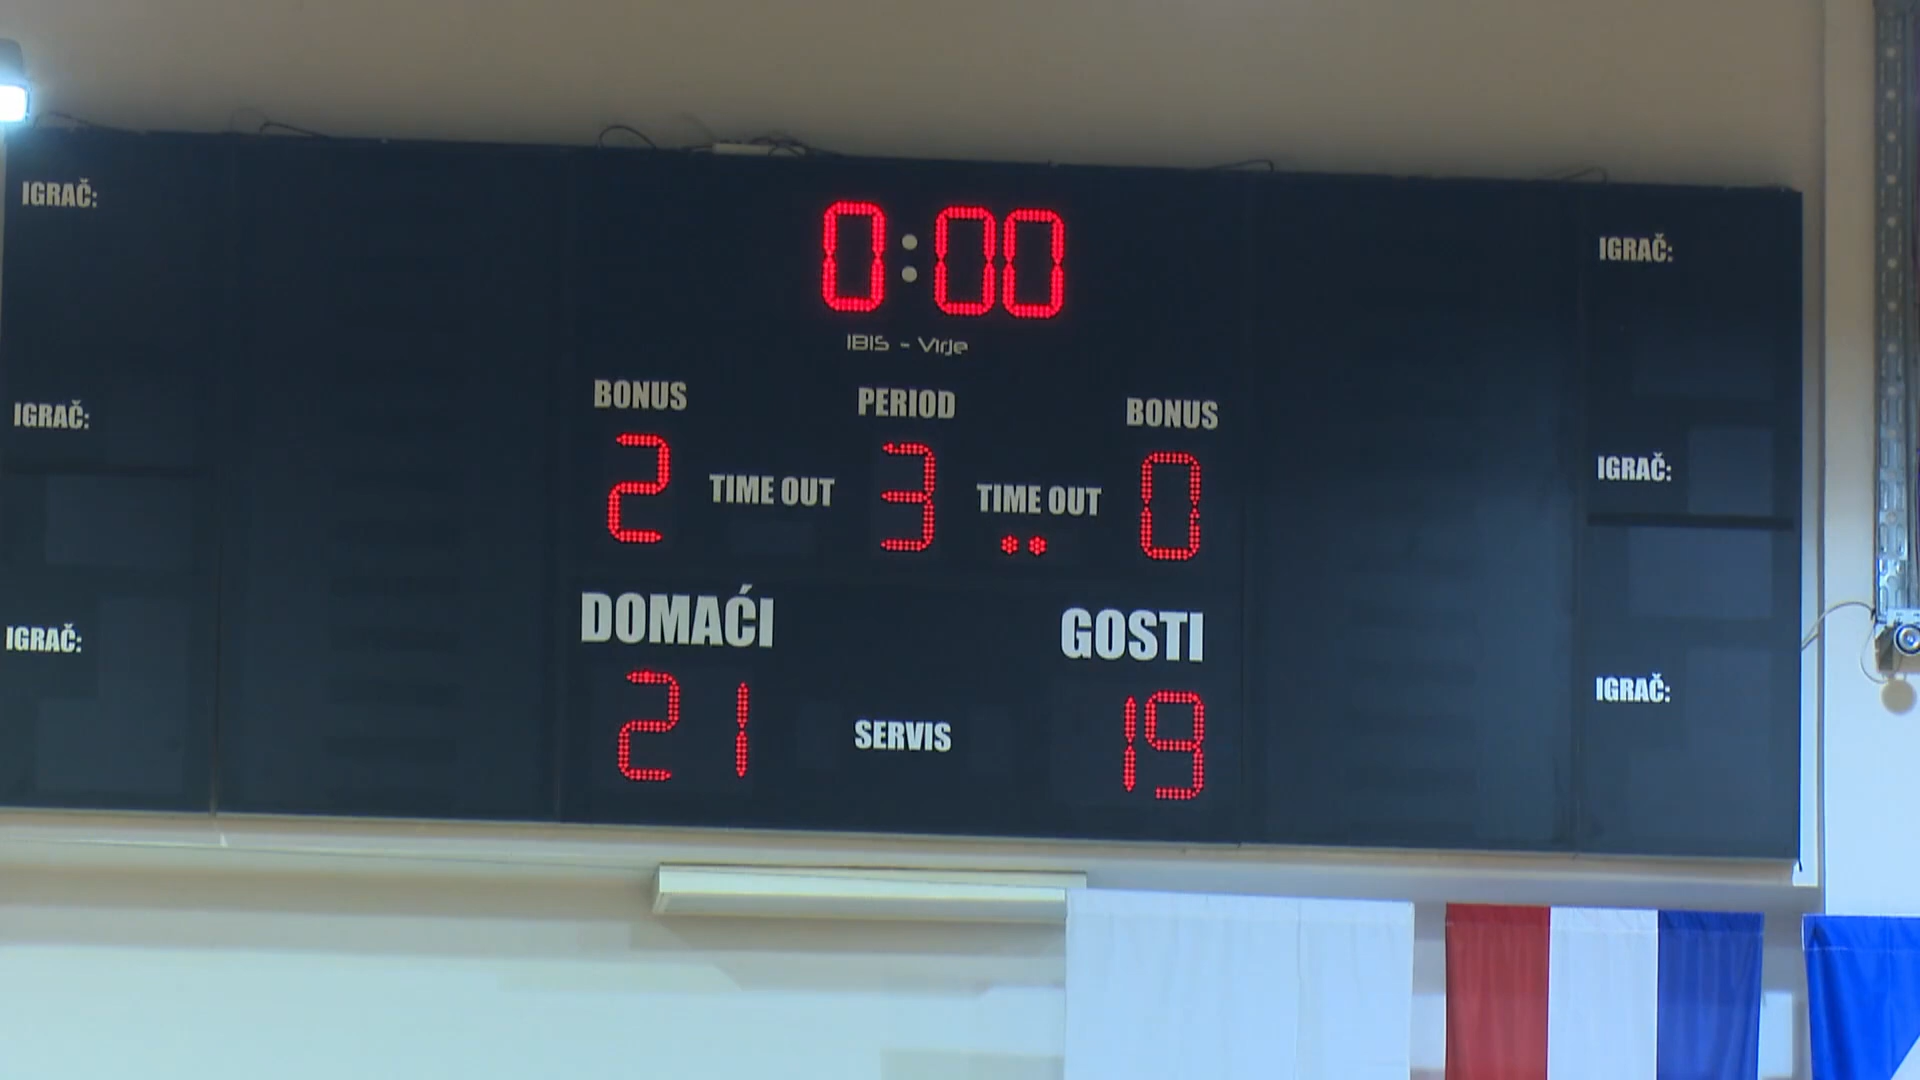 IGRAČ:
IGRAČ:
IGRAČ:
0:00
IBIS - Virje
BONUS PERIOD BONUS
2 TIME OUT 3 TIME OUT 0
DOMAĆI GOSTI
21 SERVIS 19
IGRAČ:
IGRAČ:
IGRAČ: